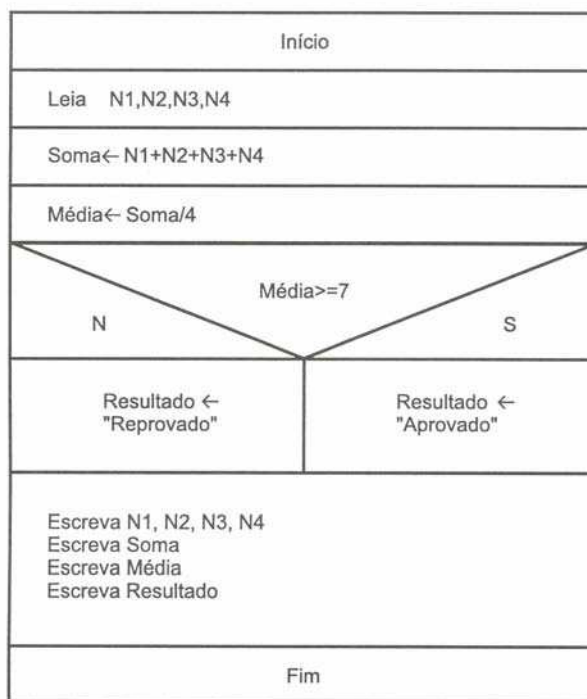 Início
Leia N1,N2,N3,N4
Soma← N1+N2+N3+N4
Média← Soma/4
Média>=7
N
S
Resultado ←
"Reprovado"
Resultado ←
"Aprovado"
Escreva N1, N2, N3, N4
Escreva Soma
Escreva Média
Escreva Resultado
Fim